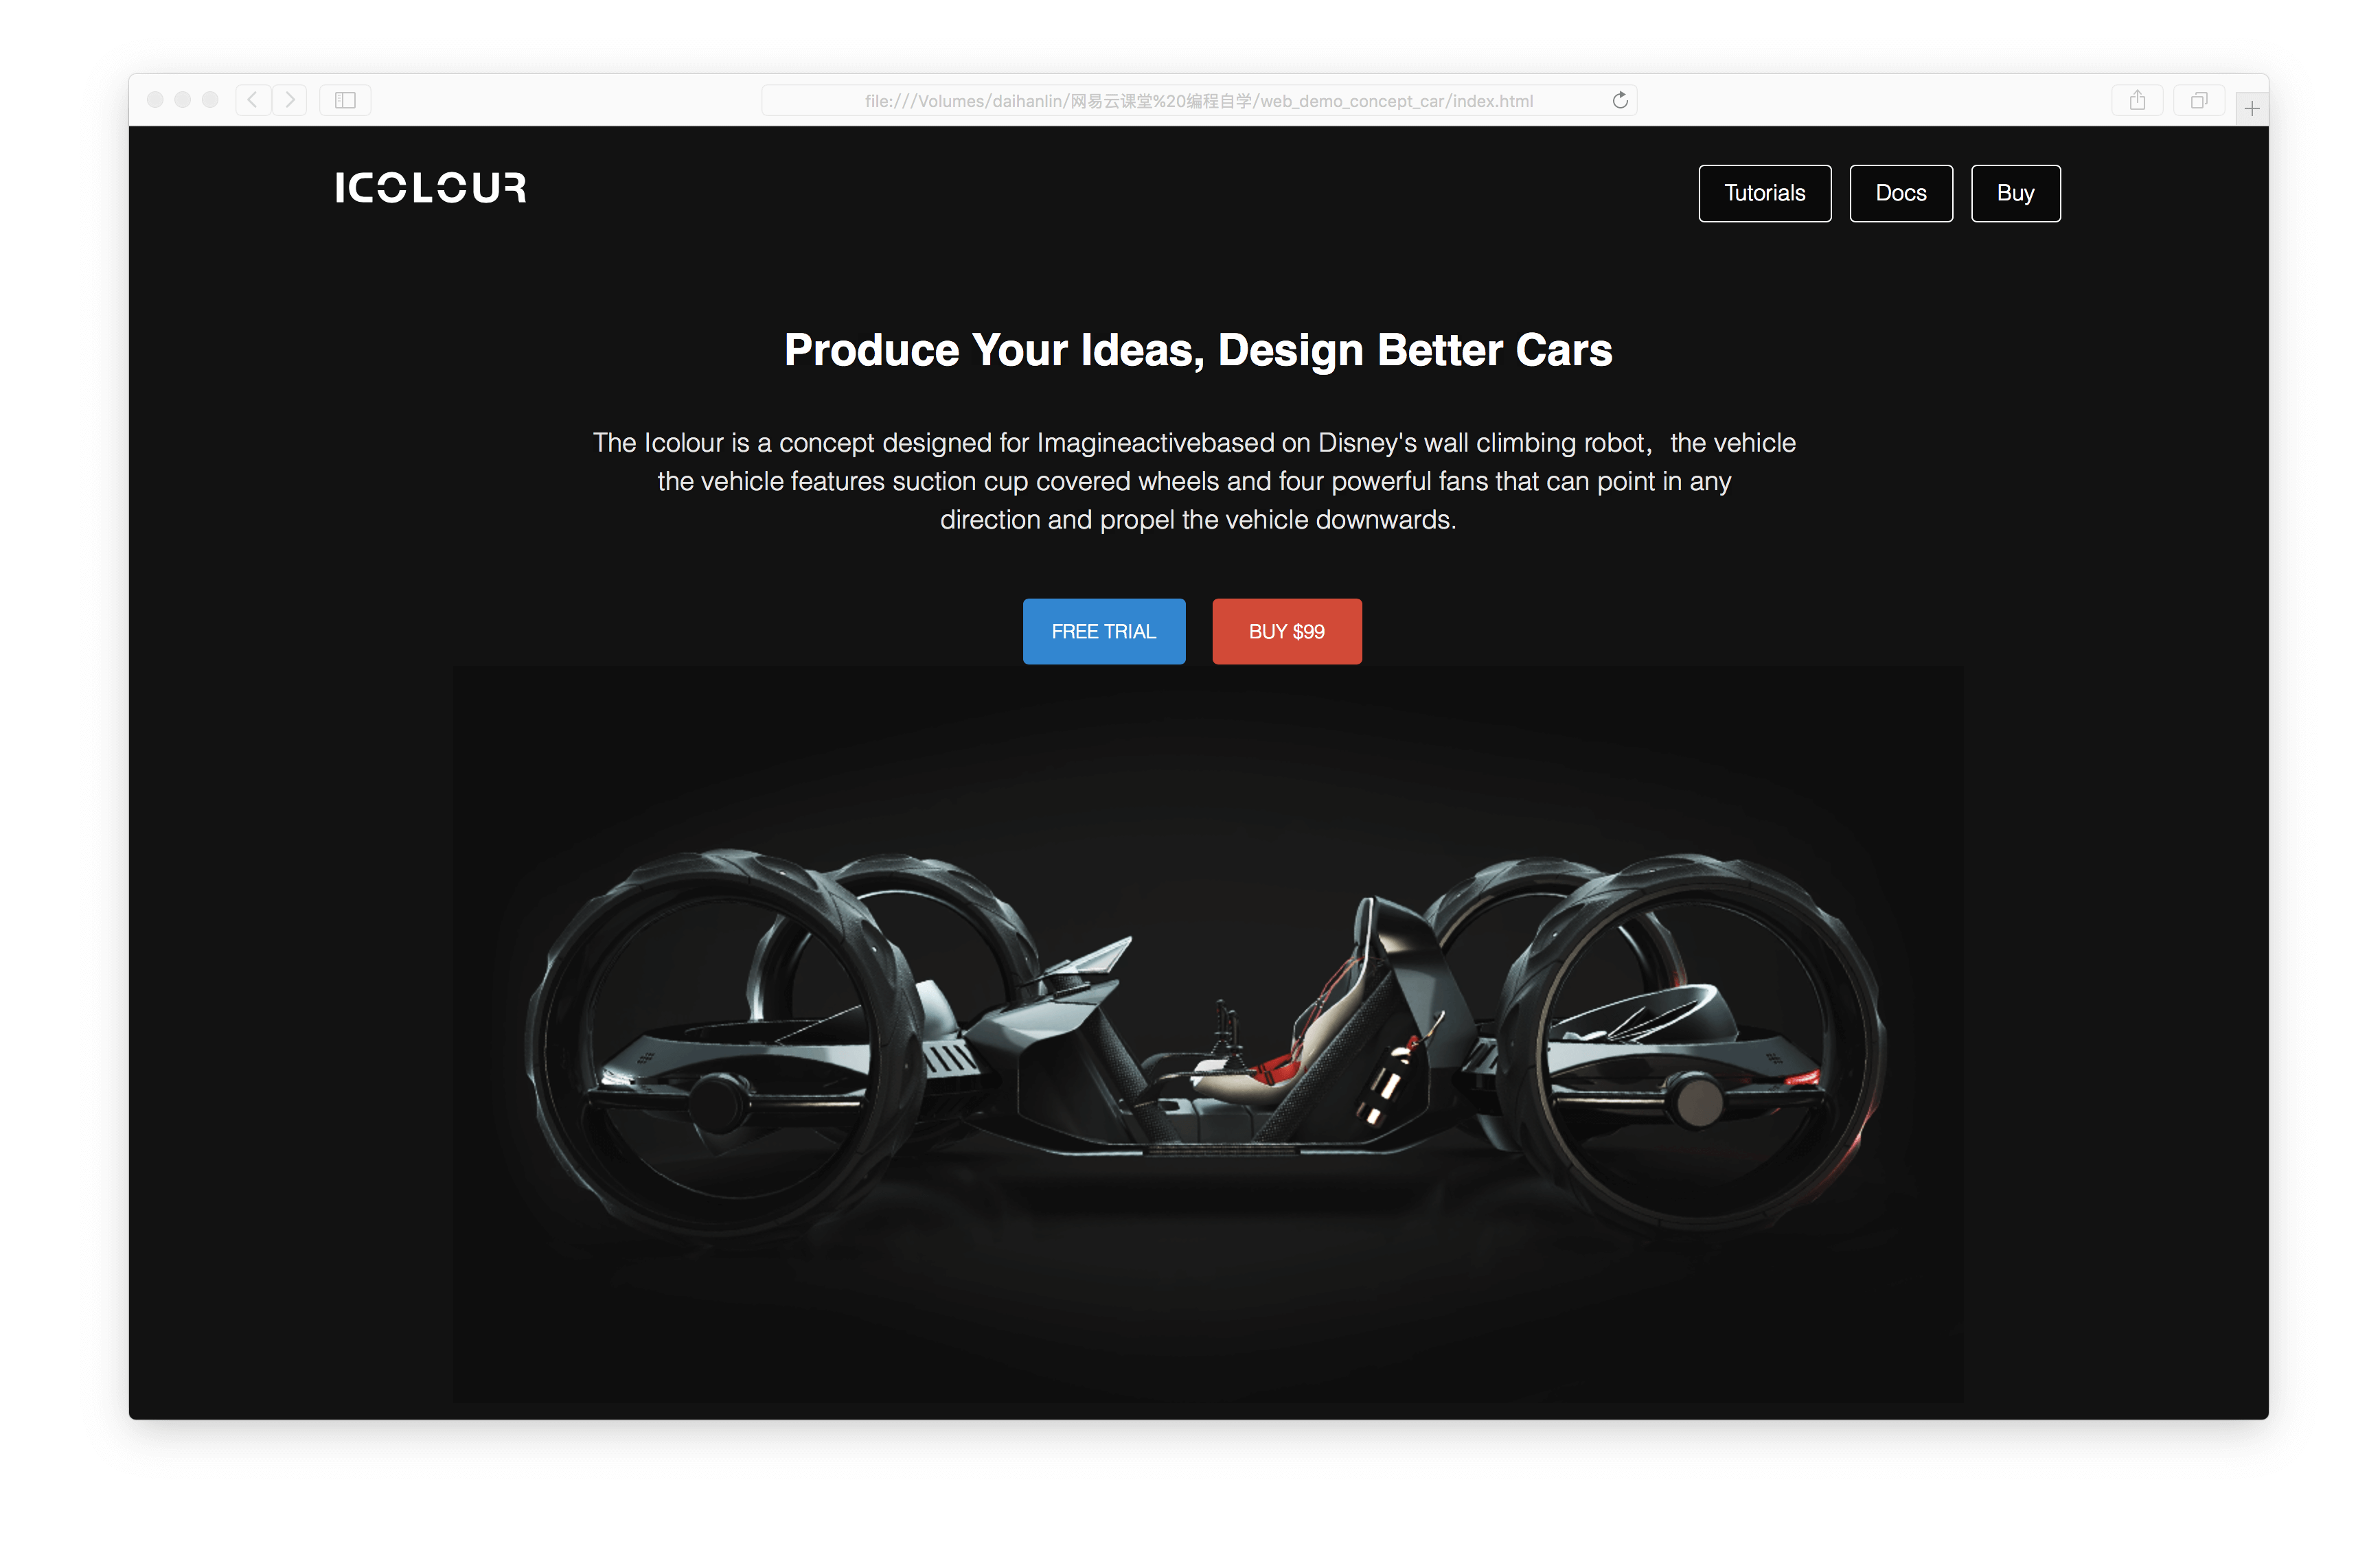 file:///Volumes/daihanlin/网易云课堂%20编程自学/web_demo_concept_car/index.html
ICOLOUR
Tutorials
Docs
Buy
Produce Your Ideas, Design Better Cars
The Icolour is a concept designed for Imagineactivebased on Disney's wall climbing robot，the vehicle
the vehicle features suction cup covered wheels and four powerful fans that can point in any
direction and propel the vehicle downwards.
FREE TRIAL
BUY $99